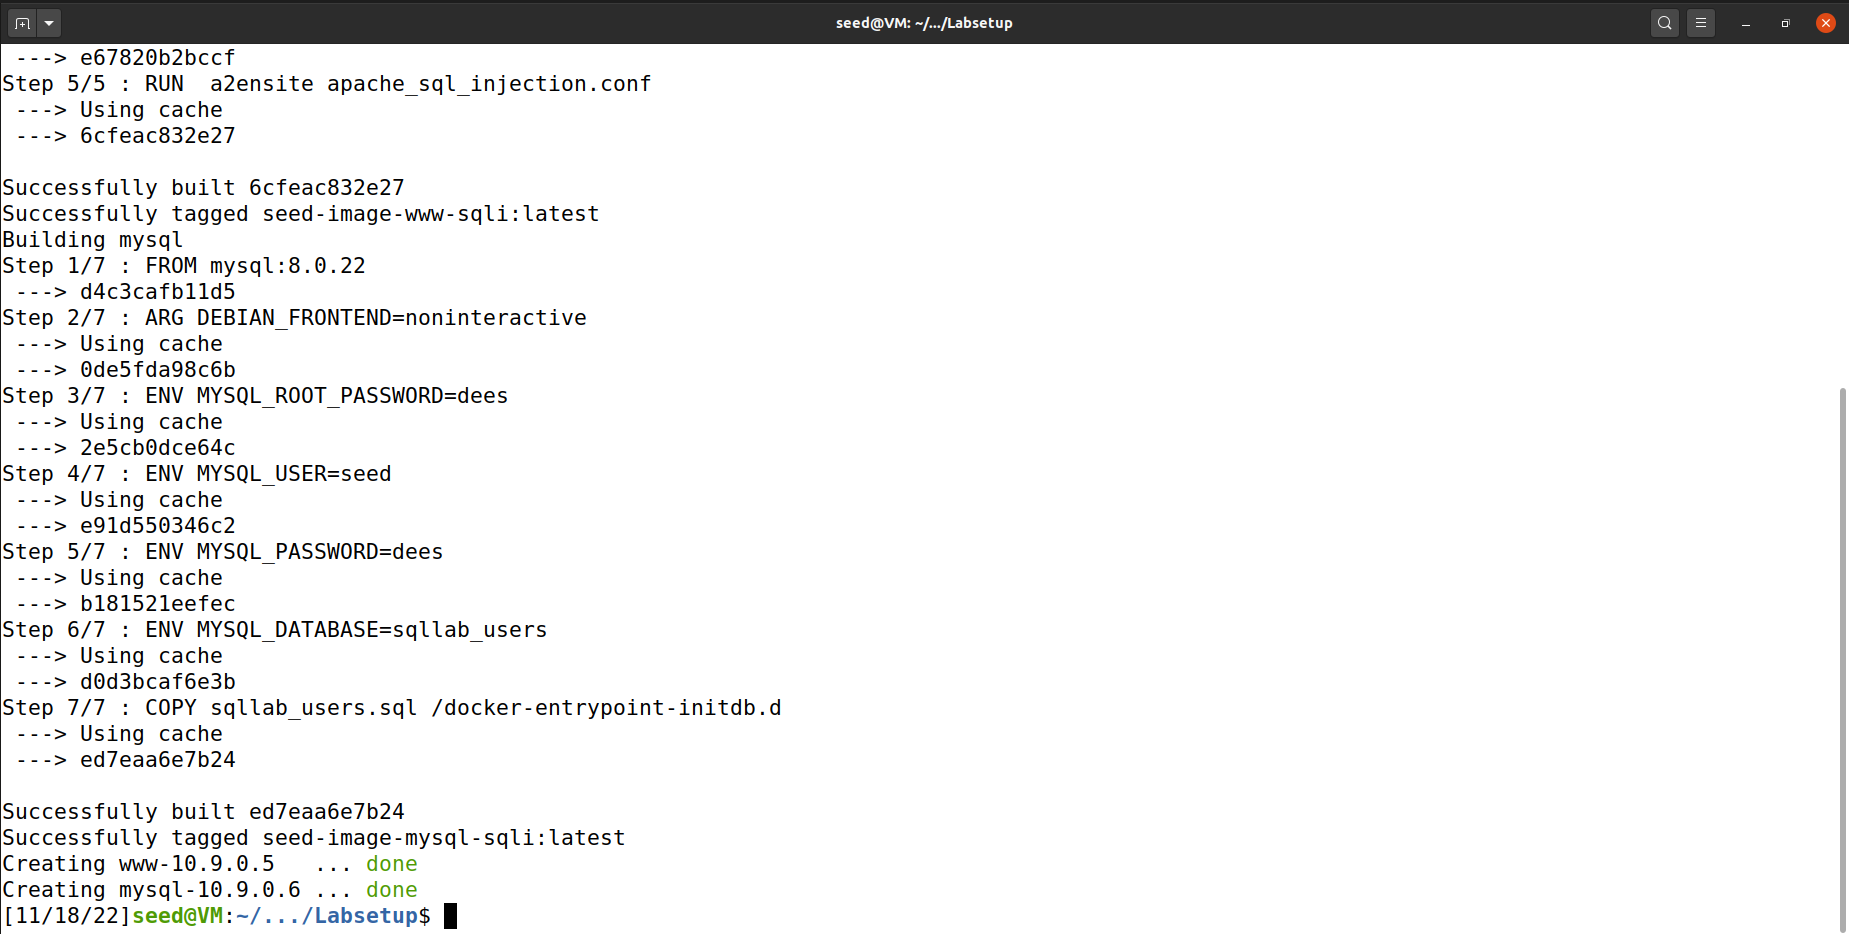 seed@VM: ~/.../Labsetup
 ---> e67820b2bccf
Step 5/5 : RUN  a2ensite apache_sql_injection.conf
 ---> Using cache
 ---> 6cfeac832e27

Successfully built 6cfeac832e27
Successfully tagged seed-image-www-sqli:latest
Building mysql
Step 1/7 : FROM mysql:8.0.22
 ---> d4c3cafb11d5
Step 2/7 : ARG DEBIAN_FRONTEND=noninteractive
 ---> Using cache
 ---> 0de5fda98c6b
Step 3/7 : ENV MYSQL_ROOT_PASSWORD=dees
 ---> Using cache
 ---> 2e5cb0dce64c
Step 4/7 : ENV MYSQL_USER=seed
 ---> Using cache
 ---> e91d550346c2
Step 5/7 : ENV MYSQL_PASSWORD=dees
 ---> Using cache
 ---> b181521eefec
Step 6/7 : ENV MYSQL_DATABASE=sqllab_users
 ---> Using cache
 ---> d0d3bcaf6e3b
Step 7/7 : COPY sqllab_users.sql /docker-entrypoint-initdb.d
 ---> Using cache
 ---> ed7eaa6e7b24

Successfully built ed7eaa6e7b24
Successfully tagged seed-image-mysql-sqli:latest
Creating www-10.9.0.5   ... done
Creating mysql-10.9.0.6 ... done
[11/18/22]seed@VM:~/.../Labsetup$